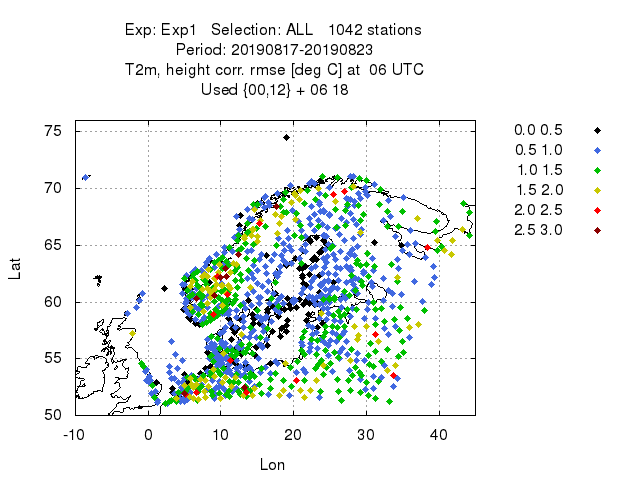 Exp: Exp1   Selection: ALL   1042 stations
Period: 20190817-20190823
T2m, height corr. rmse [deg C] at  06 UTC
Used {00,12} + 06 18
0.0 0.5
0.5 1.0
1.0 1.5
1.5 2.0
2.0 2.5
2.5 3.0
75
70
65
60
55
50
Lat
-10 0 10 20 30 40
Lon